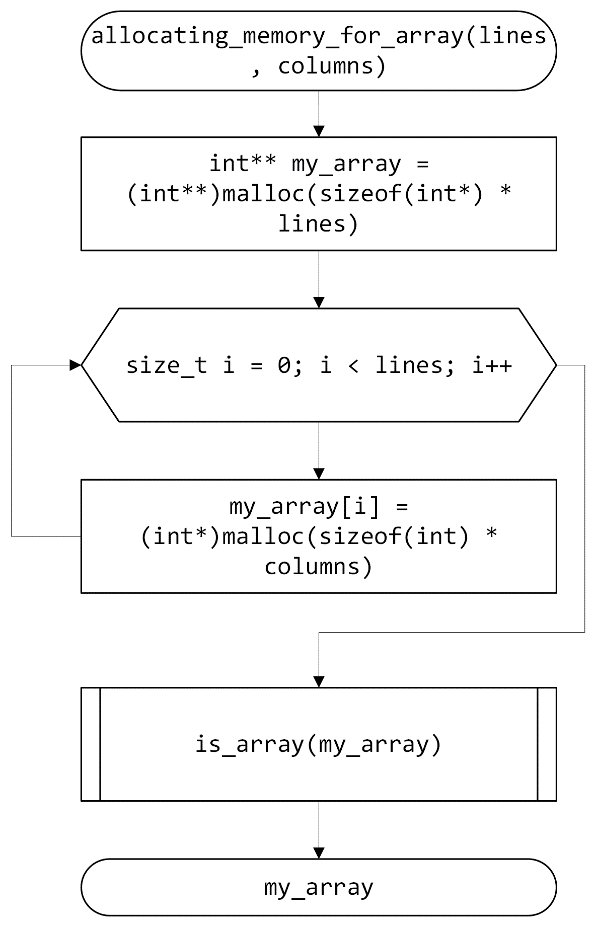 allocating_memory_for_array(lines
, columns)
int** my_array =
(int**)malloc(sizeof(int*) *
lines)
size_t i = 0; i < lines; i++
my_array[i] =
(int*)malloc(sizeof(int) *
columns)
is_array(my_array)
my_array